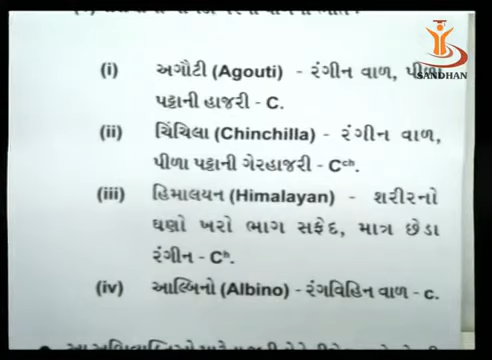 SANDHAN
(i) અગૌટી (Agouti) - રંગીન વાળ, પીળા
પટ્ટાની હાજરી - C.
(ii) ચિંચિલા (Chinchilla) - રંગીન વાળ,
પીળા પટ્ટાની ગેરહાજરી - Cᶜʰ.
(iii) હિમાલયન (Himalayan) - શરીરનો
ઘણો ખરો ભાગ સફેદ, માત્ર છેડા
રંગીન - Cʰ.
(iv) આલ્બિનો (Albino) - રંગવિહિન વાળ - c.